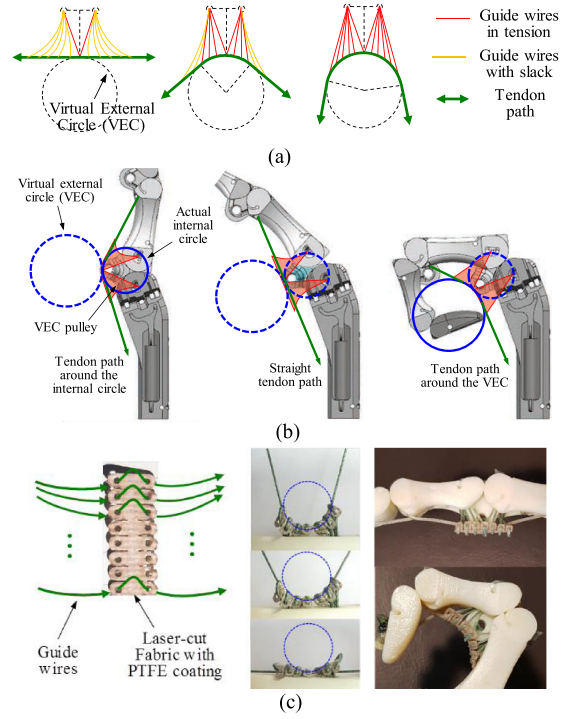 Guide wires
in tension
Guide wires
with slack
Tendon
path
Virtual External
Circle (VEC)
(a)
Virtual external
circle (VEC)
Actual
internal
circle
VEC pulley
Tendon path
around the
internal circle
Straight
tendon path
Tendon path
around the VEC
(b)
Guide
wires
Laser-cut
Fabric with
PTFE coating
(c)